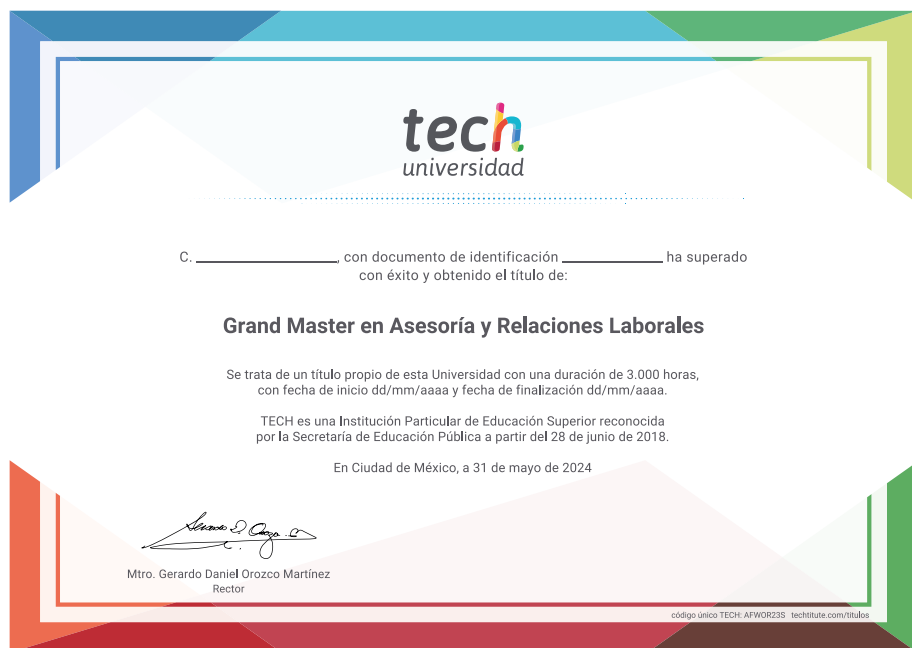 tech
universidad
C. ____________________, con documento de identificación ______________ ha superado
con éxito y obtenido el título de:
Grand Master en Asesoría y Relaciones Laborales
Se trata de un título propio de esta Universidad con una duración de 3.000 horas,
con fecha de inicio dd/mm/aaaa y fecha de finalización dd/mm/aaaa.
TECH es una Institución Particular de Educación Superior reconocida
por la Secretaría de Educación Pública a partir del 28 de junio de 2018.
En Ciudad de México, a 31 de mayo de 2024
Mtro. Gerardo Daniel Orozco Martínez
Rector
código único TECH: AFWOR23S techtitute.com/titulos